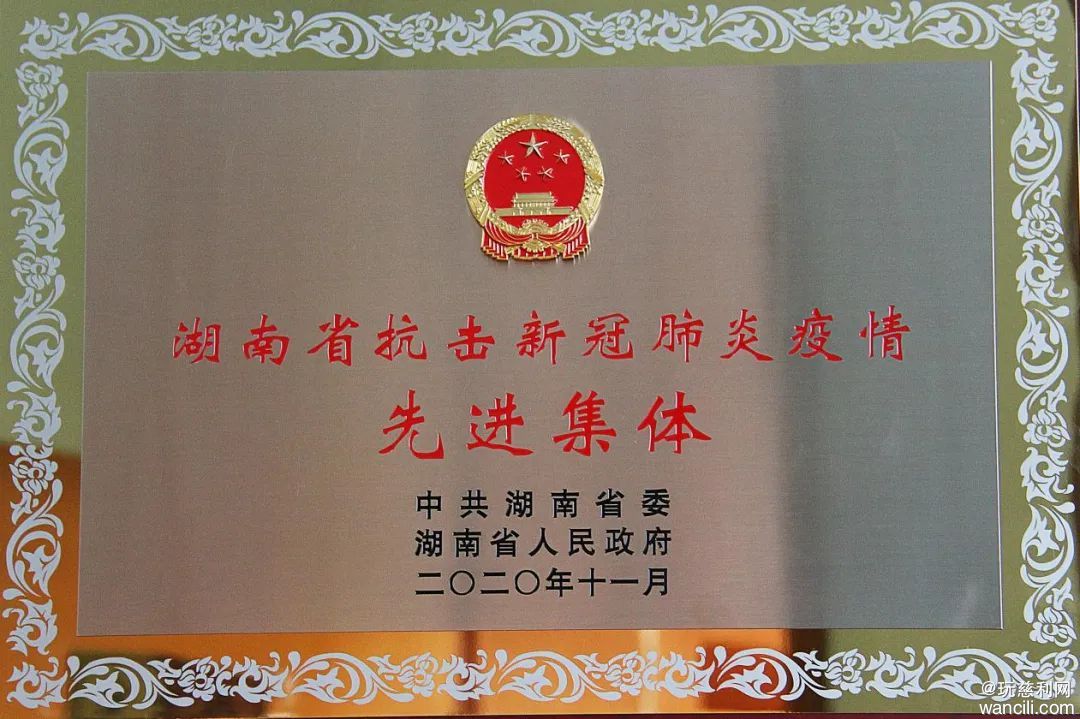 湖南省抗击新冠肺炎疫情
先进集体
中共湖南省委
湖南省人民政府
二〇二〇年十一月
@玩慈利网
wancili.com